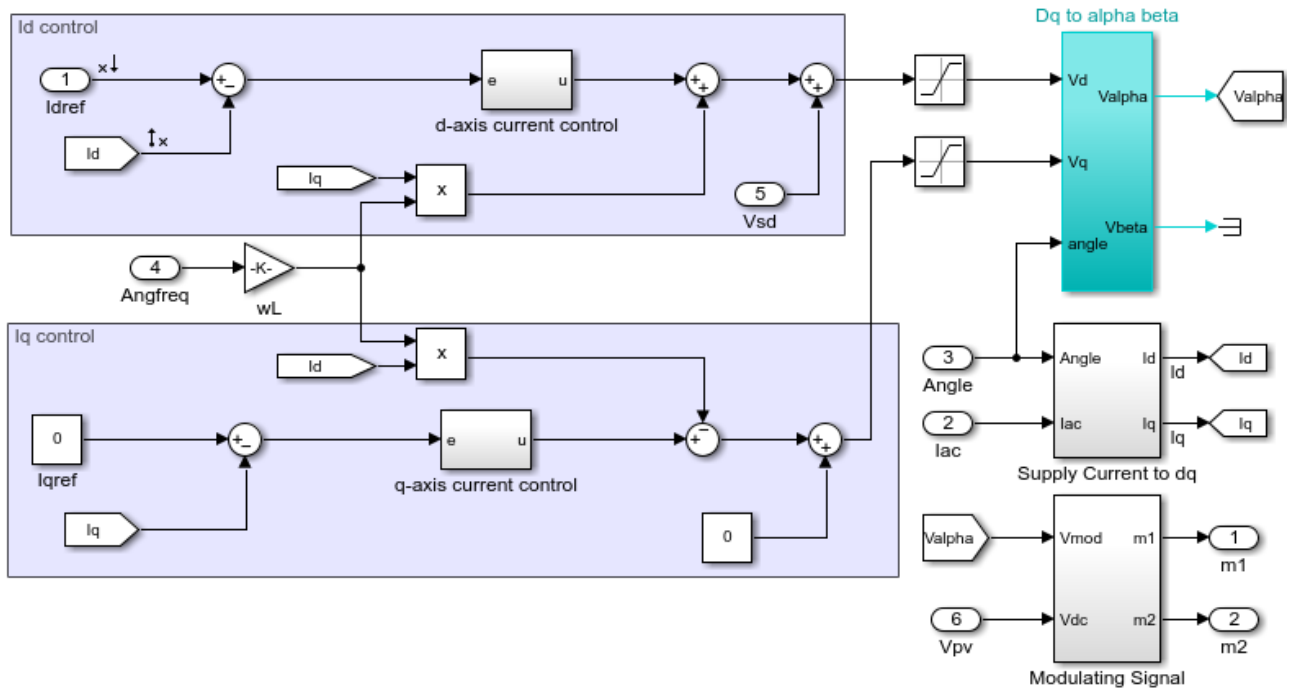 Id control
Dq to alpha beta
1
Idref
x
+
−
e
u
d-axis current control
+
+
+
+
Vd
Valpha
Valpha
Id
x
Iq
x
5
Vsd
Vq
Vbeta
angle
4
Angfreq
-K-
wL
Iq control
Id
x
3
Angle
Angle
Id
Id
Id
0
Iqref
+
−
e
u
q-axis current control
+
−
+
+
2
Iac
Iac
Iq
Iq
Iq
Supply Current to dq
Iq
0
Valpha
Vmod
m1
1
m1
6
Vpv
Vdc
m2
2
m2
Modulating Signal